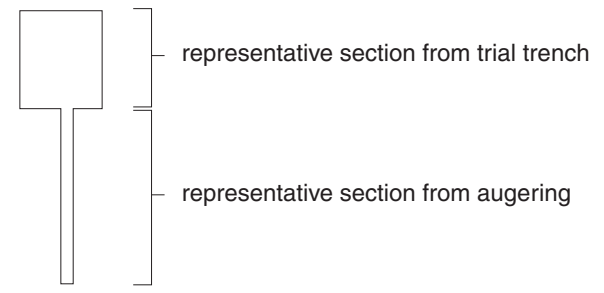 representative section from trial trench
representative section from augering